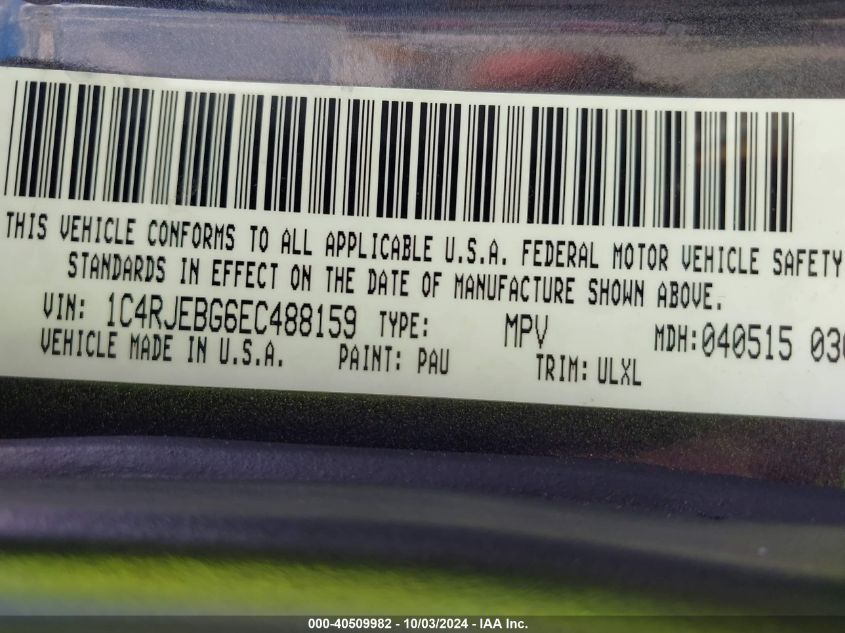 THIS VEHICLE CONFORMS TO ALL APPLICABLE U.S.A. FEDERAL MOTOR VEHICLE SAFETY
STANDARDS IN EFFECT ON THE DATE OF MANUFACTURE SHOWN ABOVE.
VIN: 1C4RJEBG6EC488159 TYPE: MPV MDH:040515 030
VEHICLE MADE IN U.S.A. PAINT: PAU TRIM: ULXL
000-40509982 - 10/03/2024 - IAA Inc.